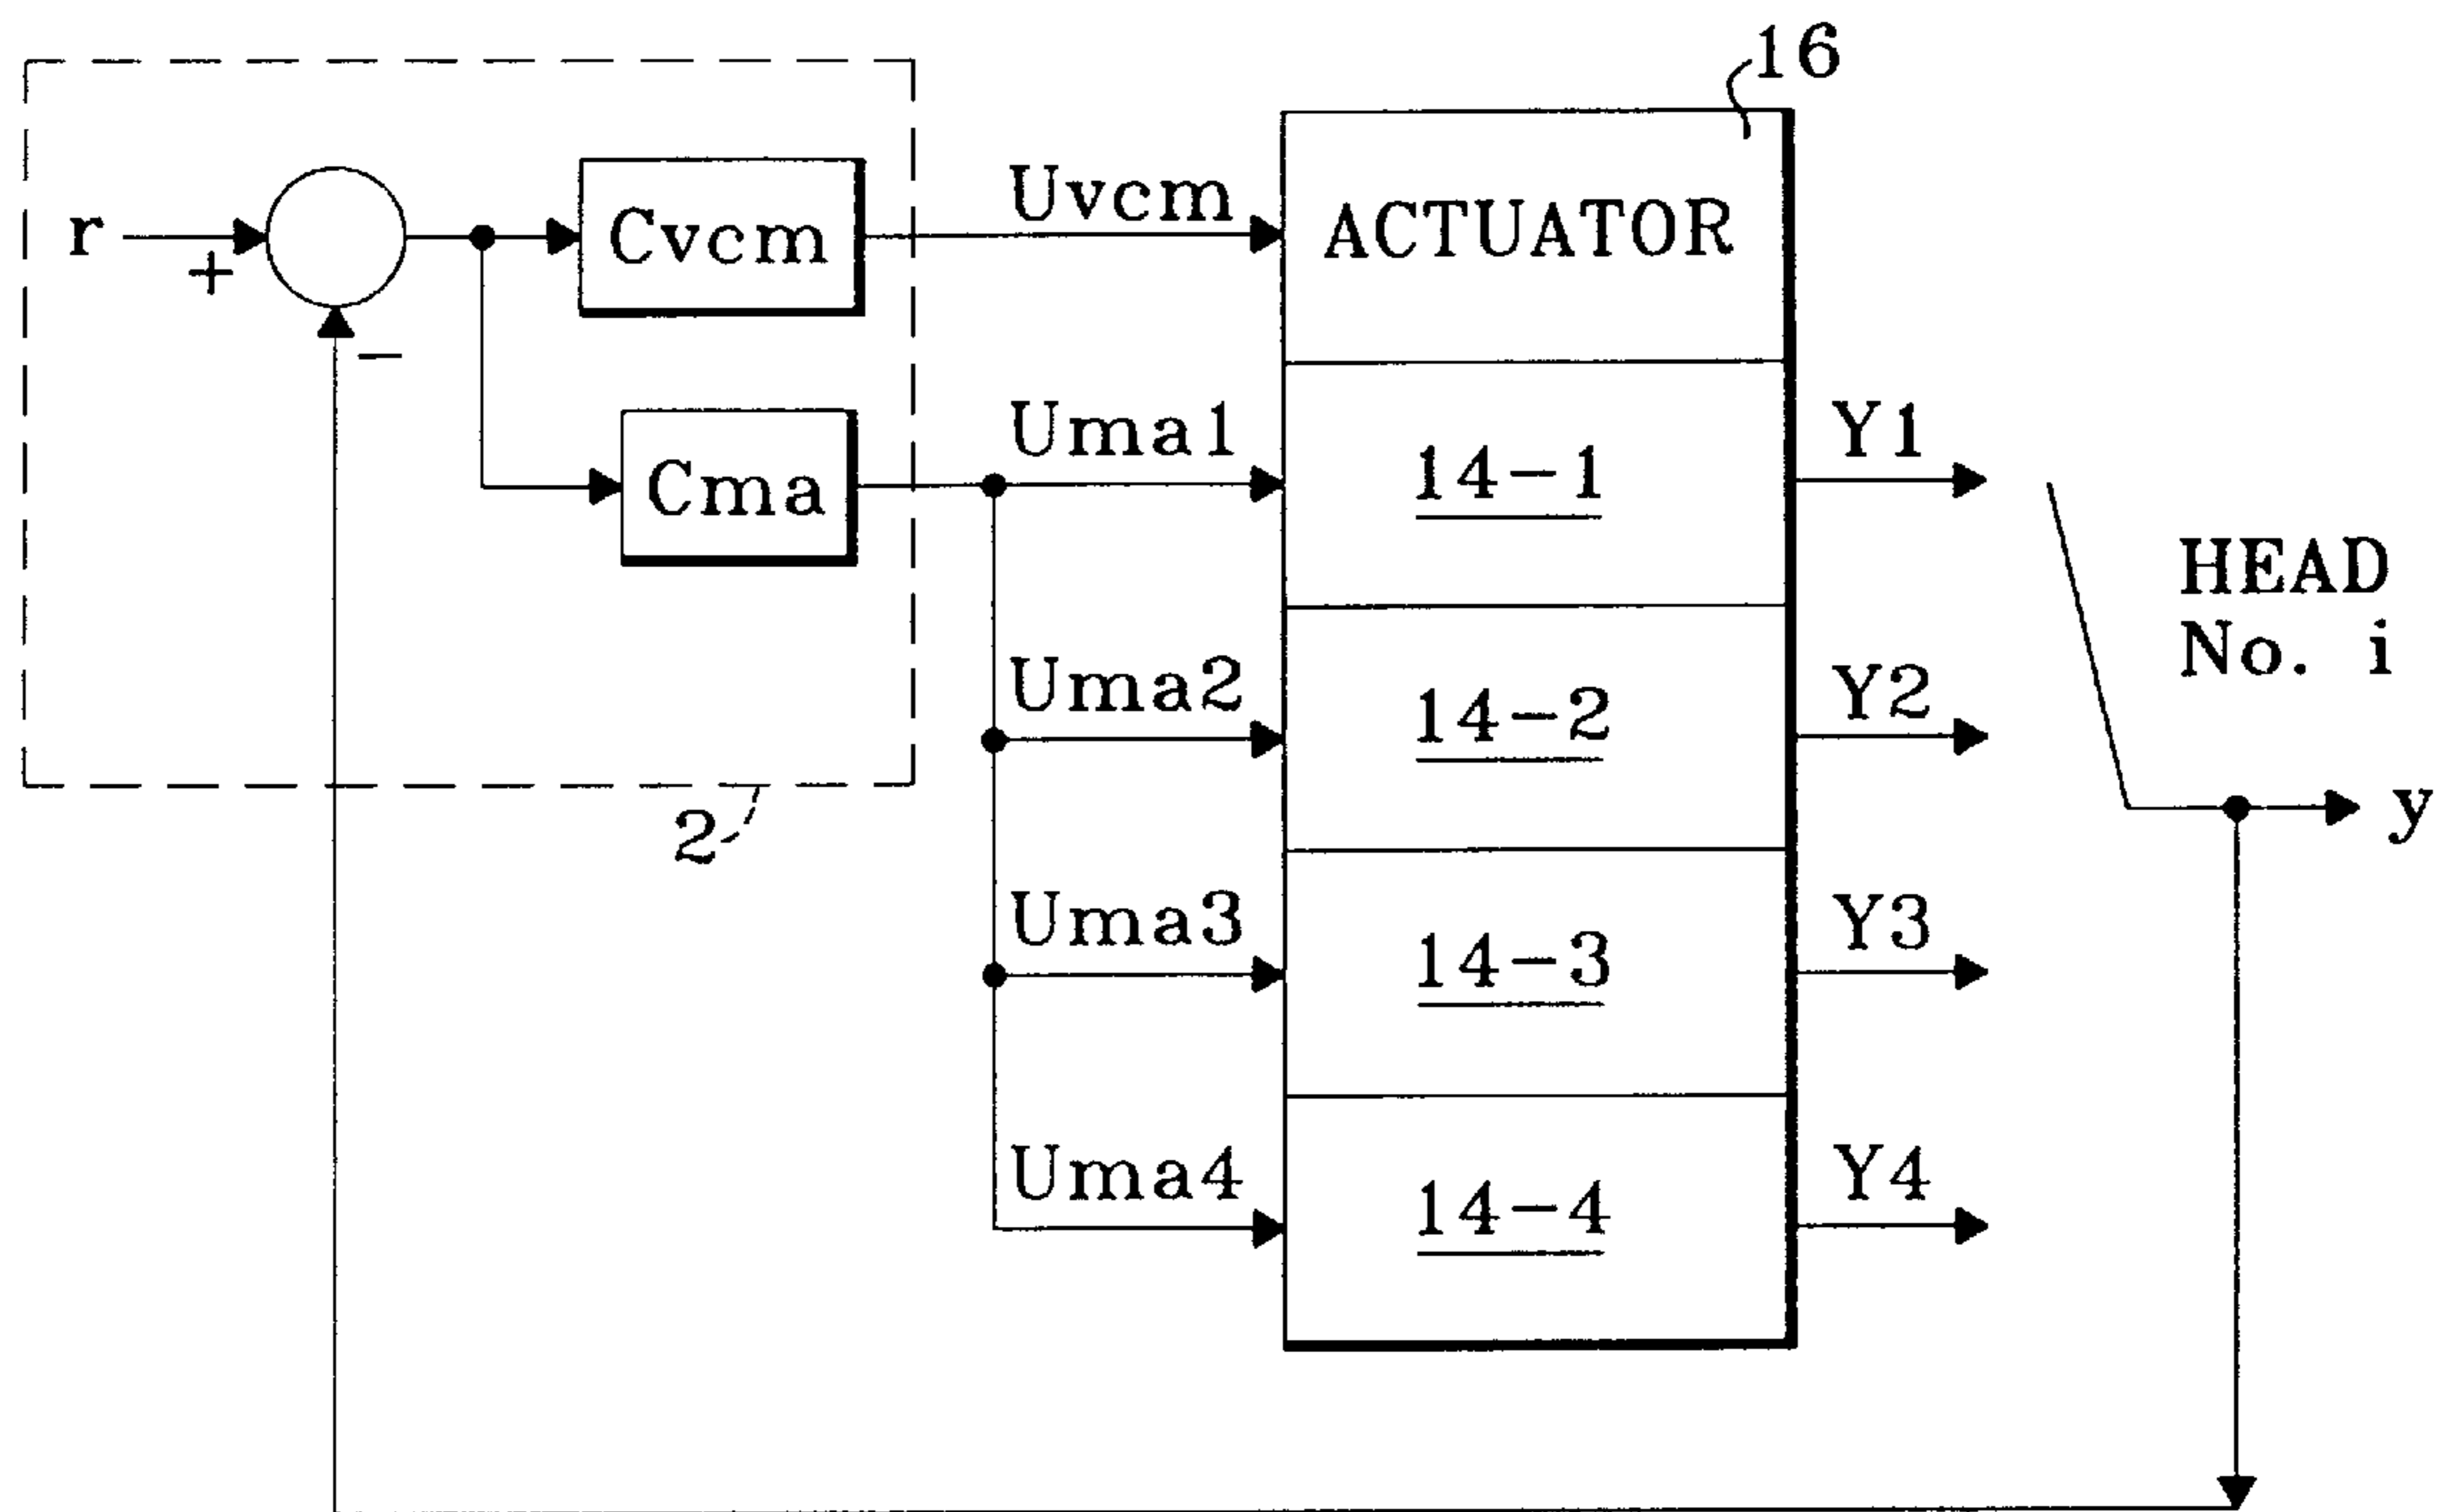 16
r
+
Cvcm
Uvcm
ACTUATOR
−
Cma
Uma1
14-1
Y1
HEAD
No. i
Uma2
14-2
Y2
2
y
Uma3
14-3
Y3
Uma4
14-4
Y4